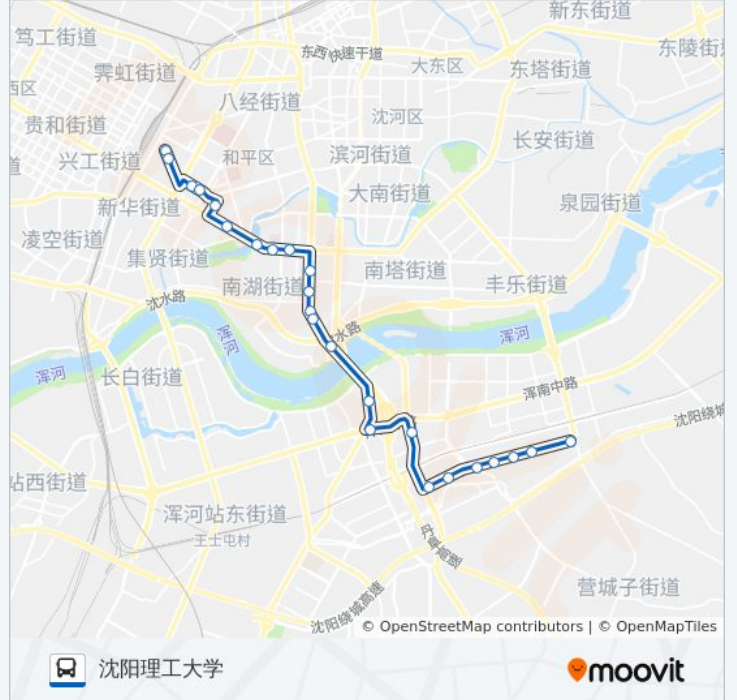 新东街道
笃工街道
东西快速干道
大东区
东塔街道
东陵街
霁虹街道
西区
八经街道
沈河区
贵和街道
长安街道
兴工街道
和平区
滨河街道
道
大南街道
新华街道
泉园街道
凌空街道
集贤街道
南塔街道
南湖街道
丰乐街道
沈水路
水路
浑河
浑河
浑河
长白街道
浑南中路
沈阳绕城
站西街道
浑河站东街道
王士屯村
丹阜高速
营城子街道
沈阳绕城高速
© OpenStreetMap contributors | © OpenMapTiles
沈阳理工大学
moovit